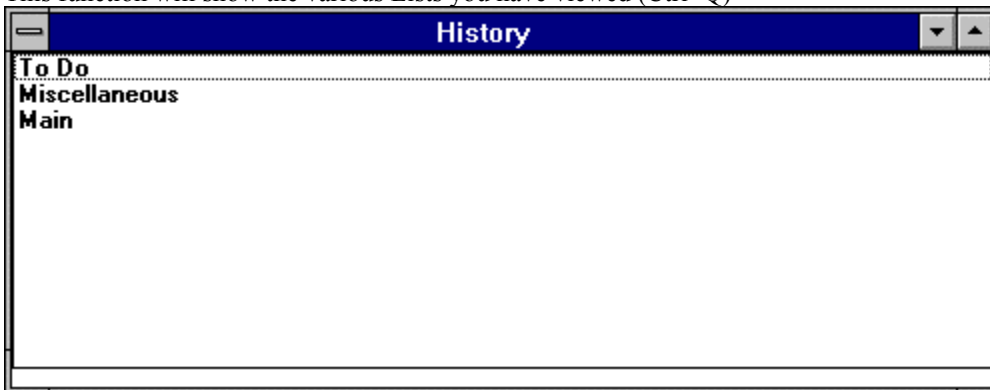 This function will show the various Lists you have viewed (Ctrl+Q)
History
To Do
Miscellaneous
Main